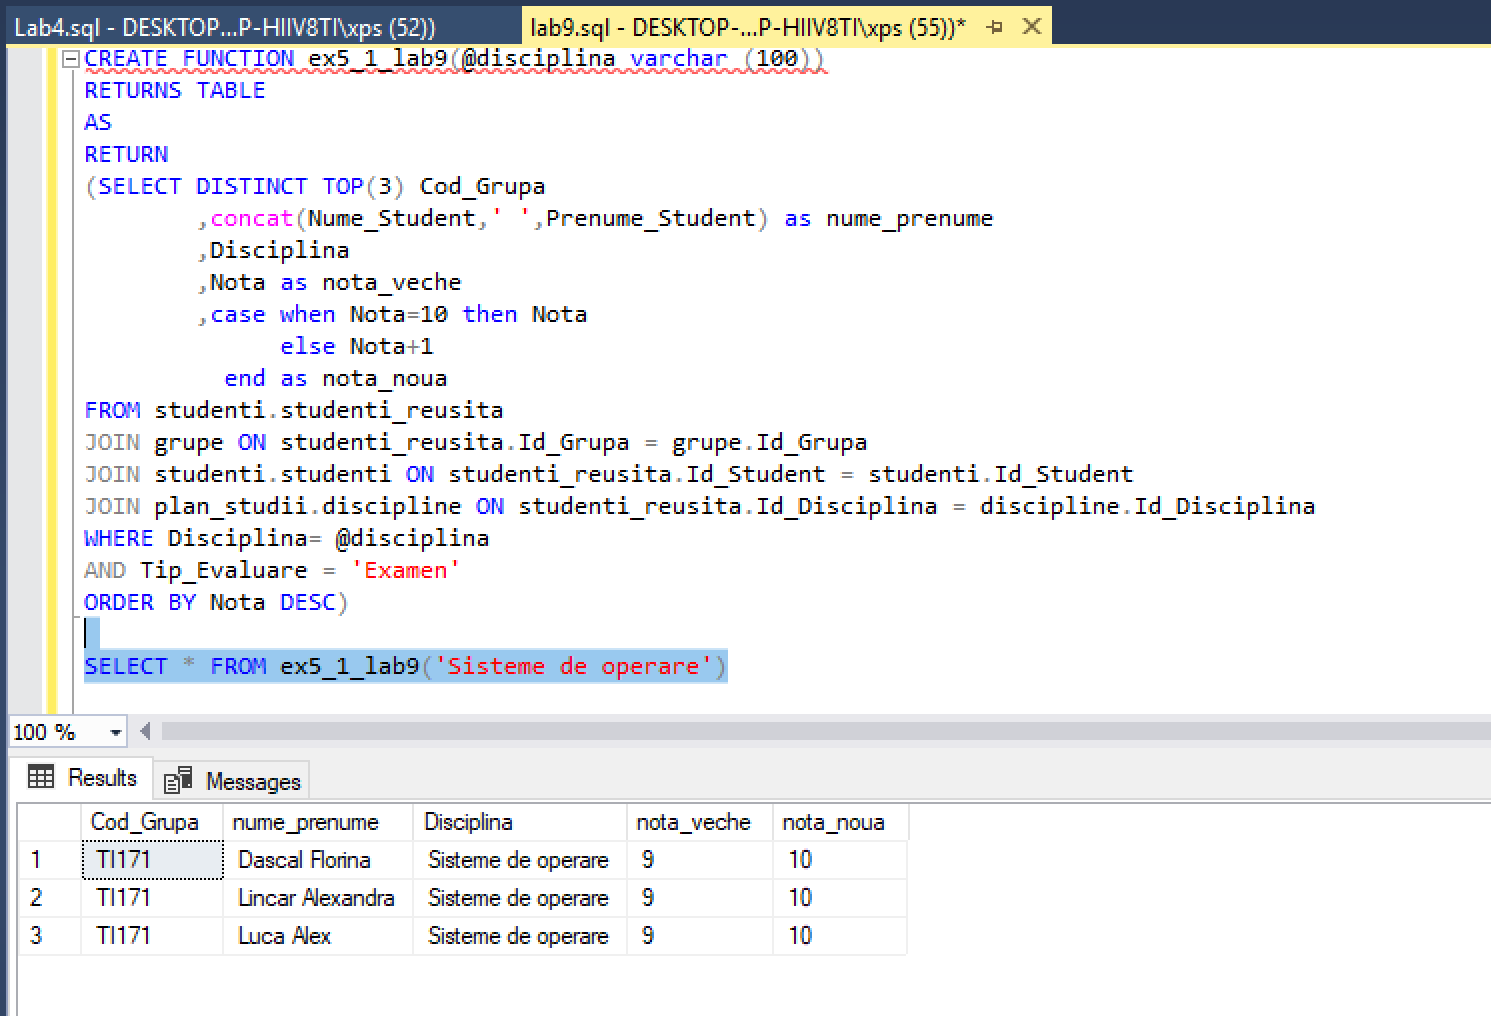 Lab4.sql - DESKTOP...P-HIIV8TI\xps (52))
lab9.sql - DESKTOP-...P-HIIV8TI\xps (55))*
CREATE FUNCTION ex5_1_lab9(@disciplina varchar (100))
RETURNS TABLE
AS
RETURN
(SELECT DISTINCT TOP(3) Cod_Grupa
,concat(Nume_Student,' ',Prenume_Student) as nume_prenume
,Disciplina
,Nota as nota_veche
,case when Nota=10 then Nota
else Nota+1
end as nota_noua
FROM studenti.studenti_reusita
JOIN grupe ON studenti_reusita.Id_Grupa = grupe.Id_Grupa
JOIN studenti.studenti ON studenti_reusita.Id_Student = studenti.Id_Student
JOIN plan_studii.discipline ON studenti_reusita.Id_Disciplina = discipline.Id_Disciplina
WHERE Disciplina= @disciplina
AND Tip_Evaluare = 'Examen'
ORDER BY Nota DESC)
SELECT * FROM ex5_1_lab9('Sisteme de operare')
100 %
Results Messages
Cod_Grupa nume_prenume Disciplina nota_veche nota_noua
1 TI171 Dascal Florina Sisteme de operare 9 10
2 TI171 Lincar Alexandra Sisteme de operare 9 10
3 TI171 Luca Alex Sisteme de operare 9 10